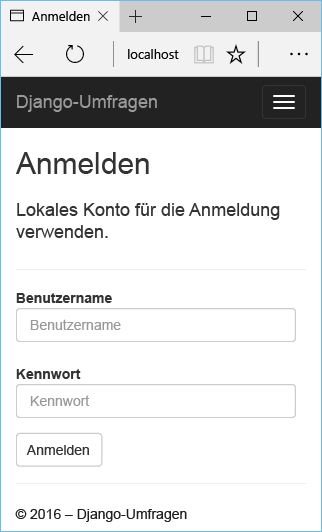 Anmelden
localhost
Django-Umfragen
Anmelden
Lokales Konto für die Anmeldung
verwenden.
Benutzername
Benutzername
Kennwort
Kennwort
Anmelden
© 2016 – Django-Umfragen